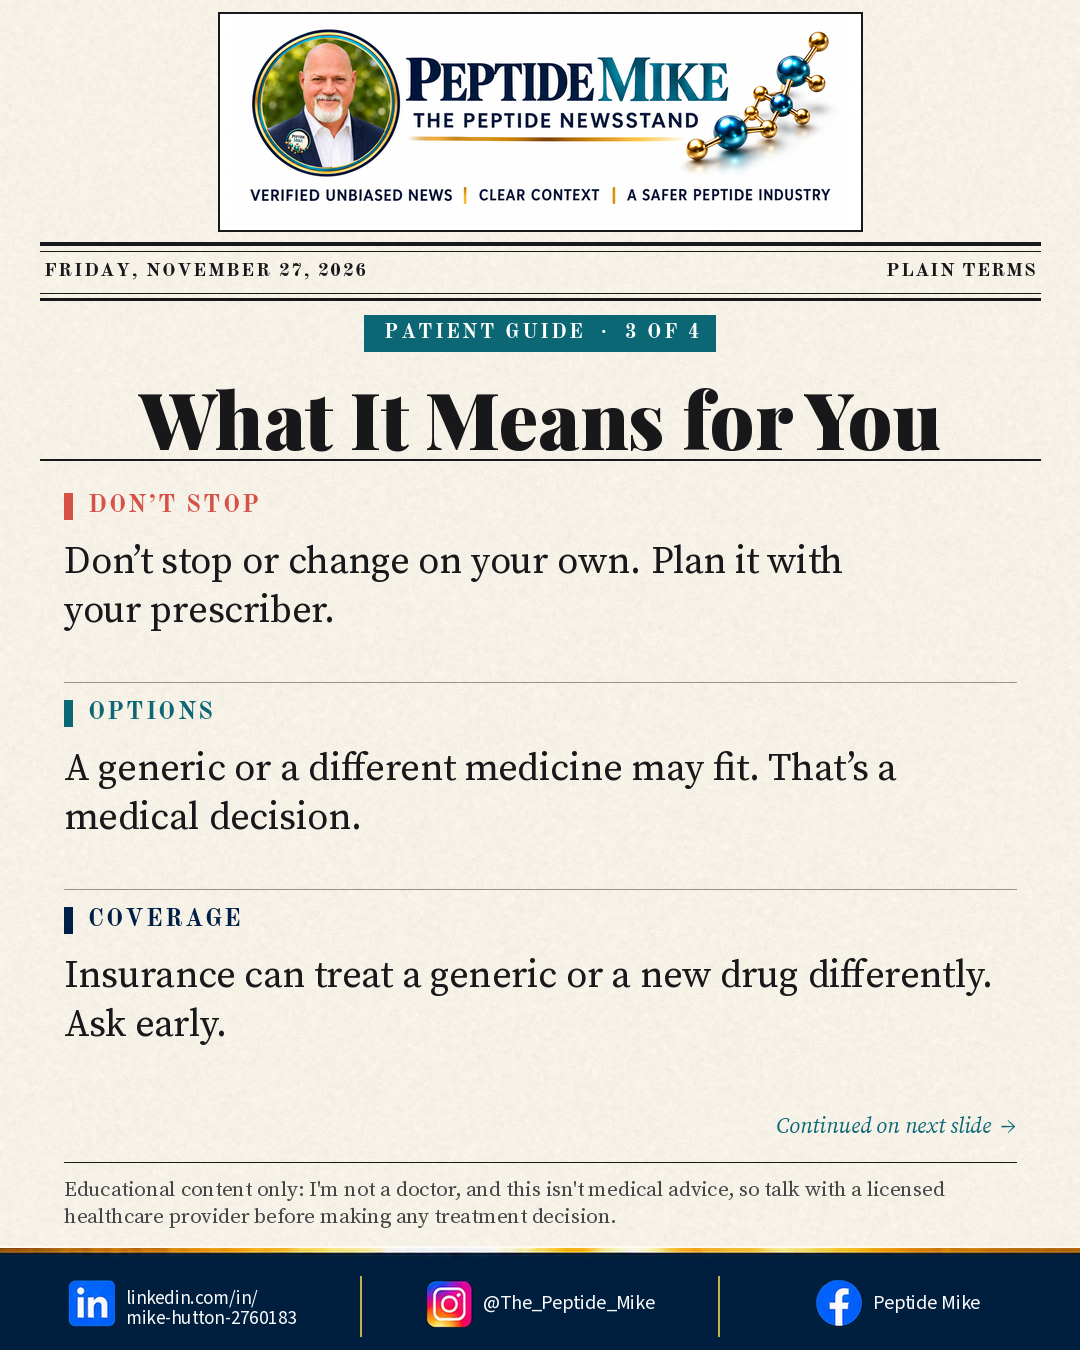 PEPTIDEMIKE
THE PEPTIDE NEWSSTAND
VERIFIED UNBIASED NEWS | CLEAR CONTEXT | A SAFER PEPTIDE INDUSTRY
FRIDAY, NOVEMBER 27, 2026
PLAIN TERMS
PATIENT GUIDE · 3 OF 4
What It Means for You
DON’T STOP
Don’t stop or change on your own. Plan it with
your prescriber.
OPTIONS
A generic or a different medicine may fit. That’s a
medical decision.
COVERAGE
Insurance can treat a generic or a new drug differently.
Ask early.
Continued on next slide →
Educational content only: I'm not a doctor, and this isn't medical advice, so talk with a licensed
healthcare provider before making any treatment decision.
linkedin.com/in/
mike-hutton-2760183
@The_Peptide_Mike
Peptide Mike